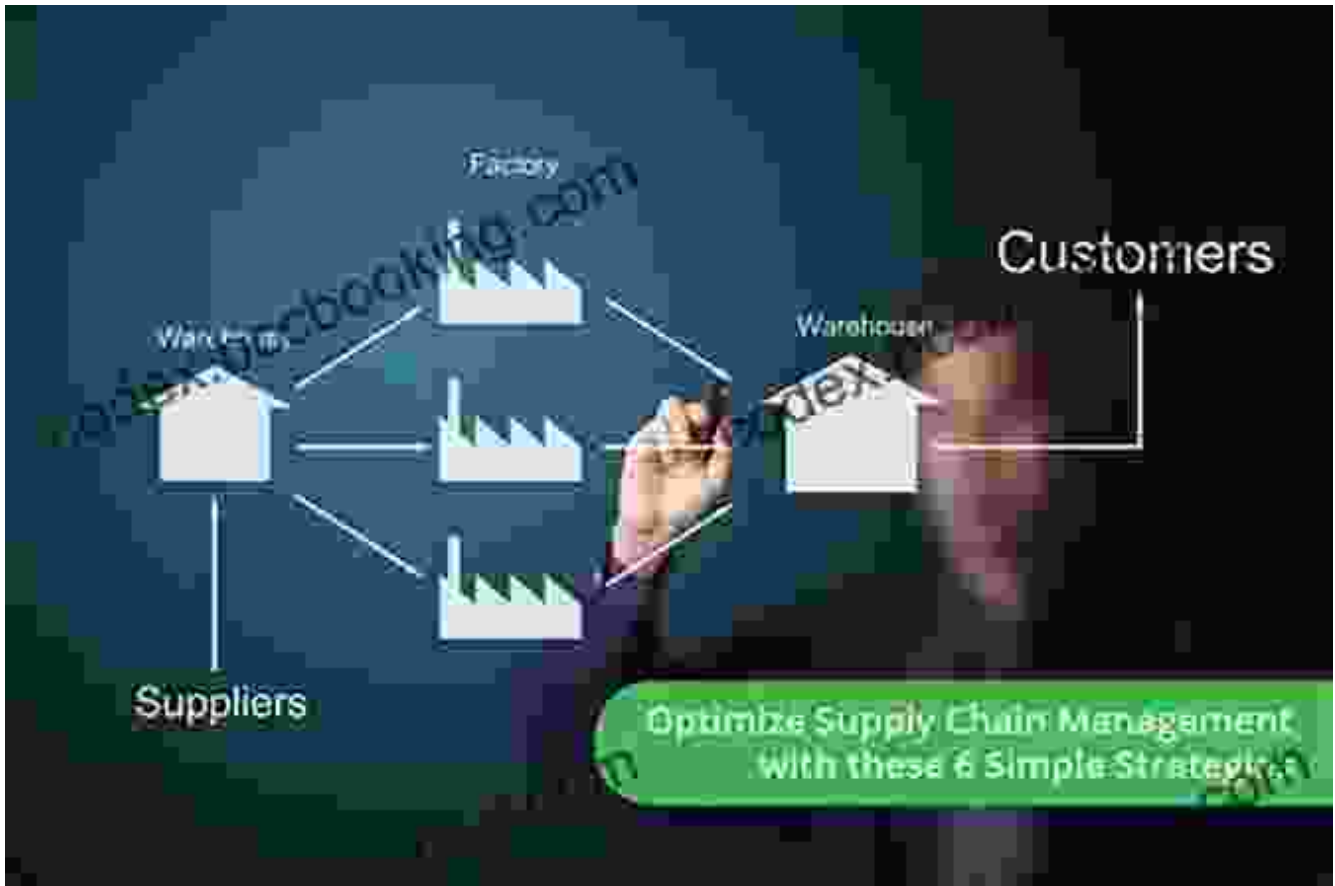 Factory
Customers
Warehouse
Suppliers
Optimize Supply Chain Management
with these 6 Simple Strategies